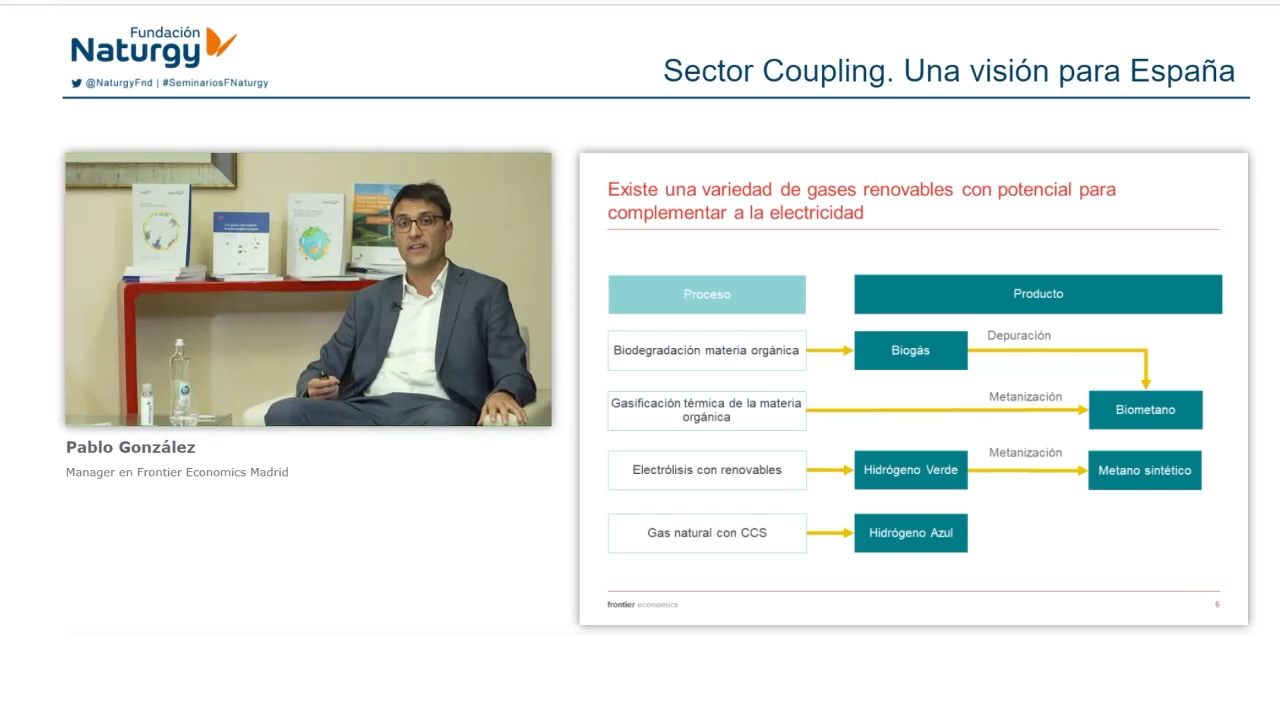 Fundación
Naturgy
@NaturgyFnd | #SeminariosFNaturgy
Sector Coupling. Una visión para España
Pablo González
Manager en Frontier Economics Madrid
Existe una variedad de gases renovables con potencial para
complementar a la electricidad
Proceso
Producto
Biodegradación materia orgánica
Biogás
Depuración
Gasificación térmica de la materia
orgánica
Metanización
Biometano
Electrólisis con renovables
Hidrógeno Verde
Metanización
Metano sintético
Gas natural con CCS
Hidrógeno Azul
frontier economics
6